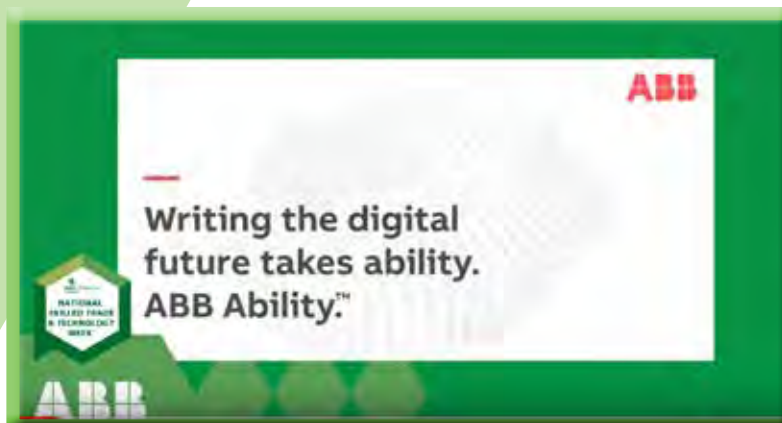 ABB
Writing the digital
future takes ability.
ABB Ability.™
NATIONAL
SKILLED TRADE
& TECHNOLOGY
WEEK
ABB